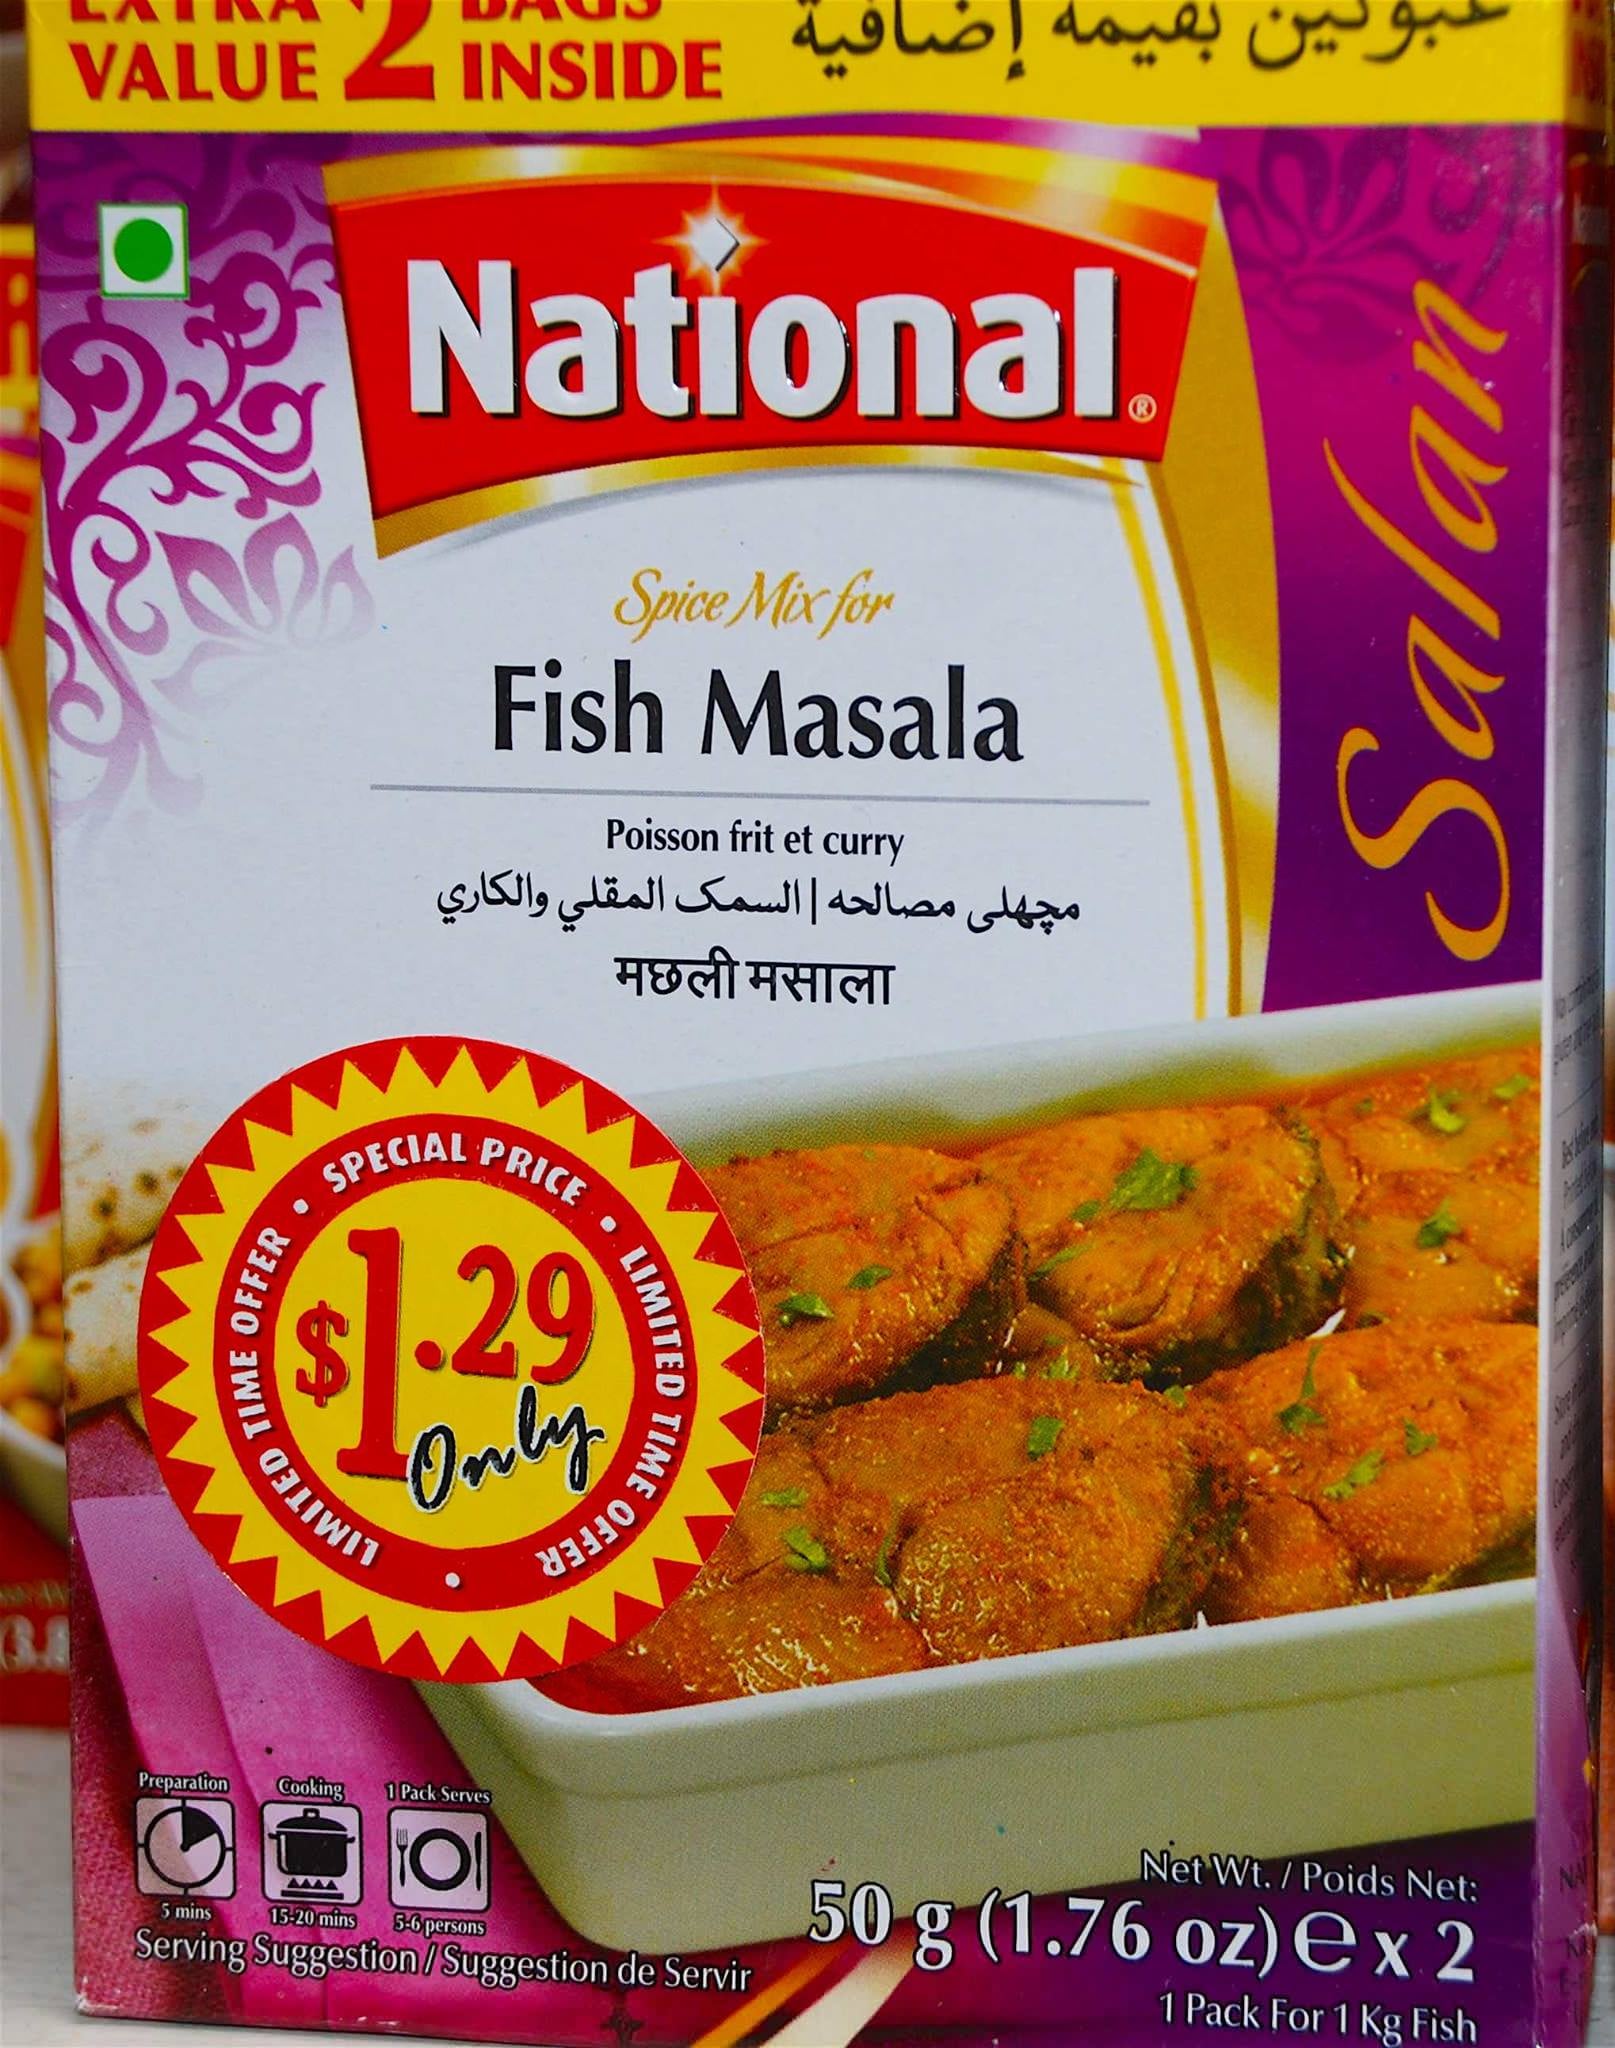 EXTRA VALUE 2 BAGS INSIDE
عبوتين بقيمة إضافية
National®
Salan
Spice Mix for
Fish Masala
Poisson frit et curry
مچھلی مصالحہ | السمك المقلي والكاري
मछली मसाला
SPECIAL PRICE • LIMITED TIME OFFER • LIMITED TIME OFFER •
$1.29
Only
Preparation
5 mins
Cooking
15-20 mins
1 Pack Serves
5-6 persons
Serving Suggestion / Suggestion de Servir
Net Wt. / Poids Net:
50 g (1.76 oz) ℮ x 2
1 Pack For 1 Kg Fish